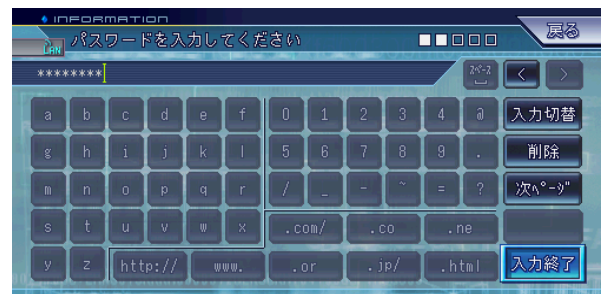 INFORMATION
LAN パスワードを入力してください 戻る
******** スペース < >
a b c d e f 0 1 2 3 4 @ 入力切替
g h i j k l 5 6 7 8 9 . 削除
m n o p q r / _ - ~ = ? 次ページ
s t u v w x .com/ .co .ne
y z http:// www. .or .jp/ .html 入力終了